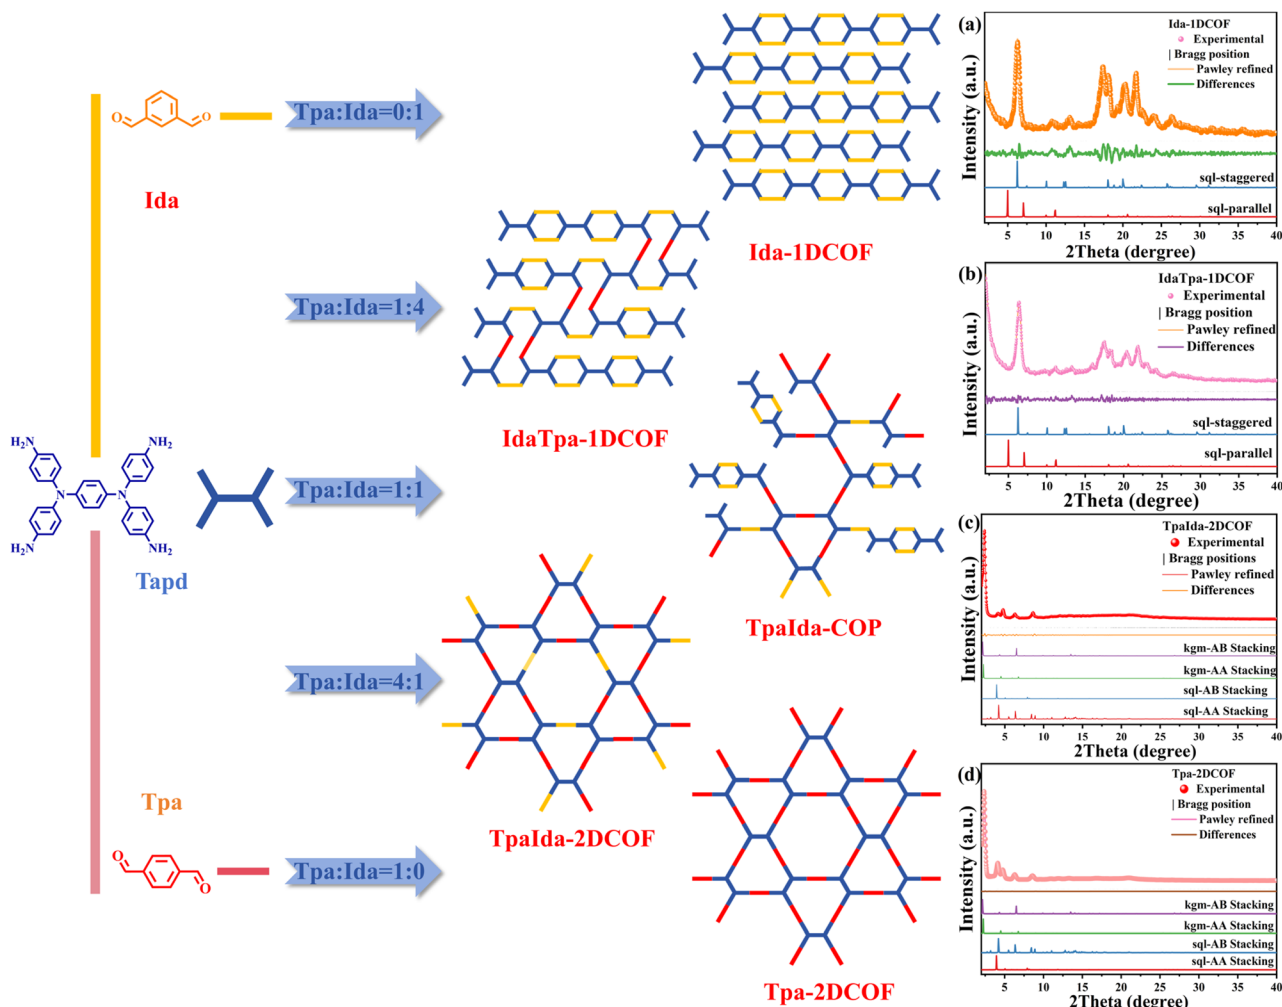 O
O
Ida
Tpa:Ida=0:1
Ida-1DCOF
Tpa:Ida=1:4
IdaTpa-1DCOF
NH₂
NH₂
H₂N
N
N
H₂N
NH₂
Tapd
Tpa:Ida=1:1
TpaIda-COP
Tpa:Ida=4:1
TpaIda-2DCOF
Tpa
O
O
Tpa:Ida=1:0
Tpa-2DCOF
(a)
Ida-1DCOF
Experimental
Bragg position
Pawley refined
Differences
Intensity (a.u.)
sql-staggered
sql-parallel
5 10 15 20 25 30 35 40
2Theta (dergree)
(b)
IdaTpa-1DCOF
Experimental
Bragg position
Pawley refined
Differences
Intensity (a.u.)
sql-staggered
sql-parallel
5 10 15 20 25 30 35 40
2Theta (degree)
(c)
TpaIda-2DCOF
Experimental
Bragg positions
Pawley refined
Differences
Intensity (a.u.)
kgm-AB Stacking
kgm-AA Stacking
sql-AB Stacking
sql-AA Stacking
5 10 15 20 25 30 35 40
2Theta (degree)
(d)
Tpa-2DCOF
Experimental
Bragg position
Pawley refined
Differences
Intensity (a.u.)
kgm-AB Stacking
kgm-AA Stacking
sql-AB Stacking
sql-AA Stacking
5 10 15 20 25 30 35 40
2Theta (degree)